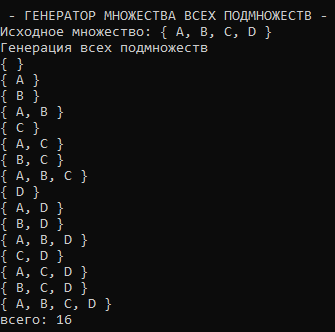 - ГЕНЕРАТОР МНОЖЕСТВА ВСЕХ ПОДМНОЖЕСТВ -
Исходное множество: { A, B, C, D }
Генерация всех подмножеств
{ }
{ A }
{ B }
{ A, B }
{ C }
{ A, C }
{ B, C }
{ A, B, C }
{ D }
{ A, D }
{ B, D }
{ A, B, D }
{ C, D }
{ A, C, D }
{ B, C, D }
{ A, B, C, D }
всего: 16